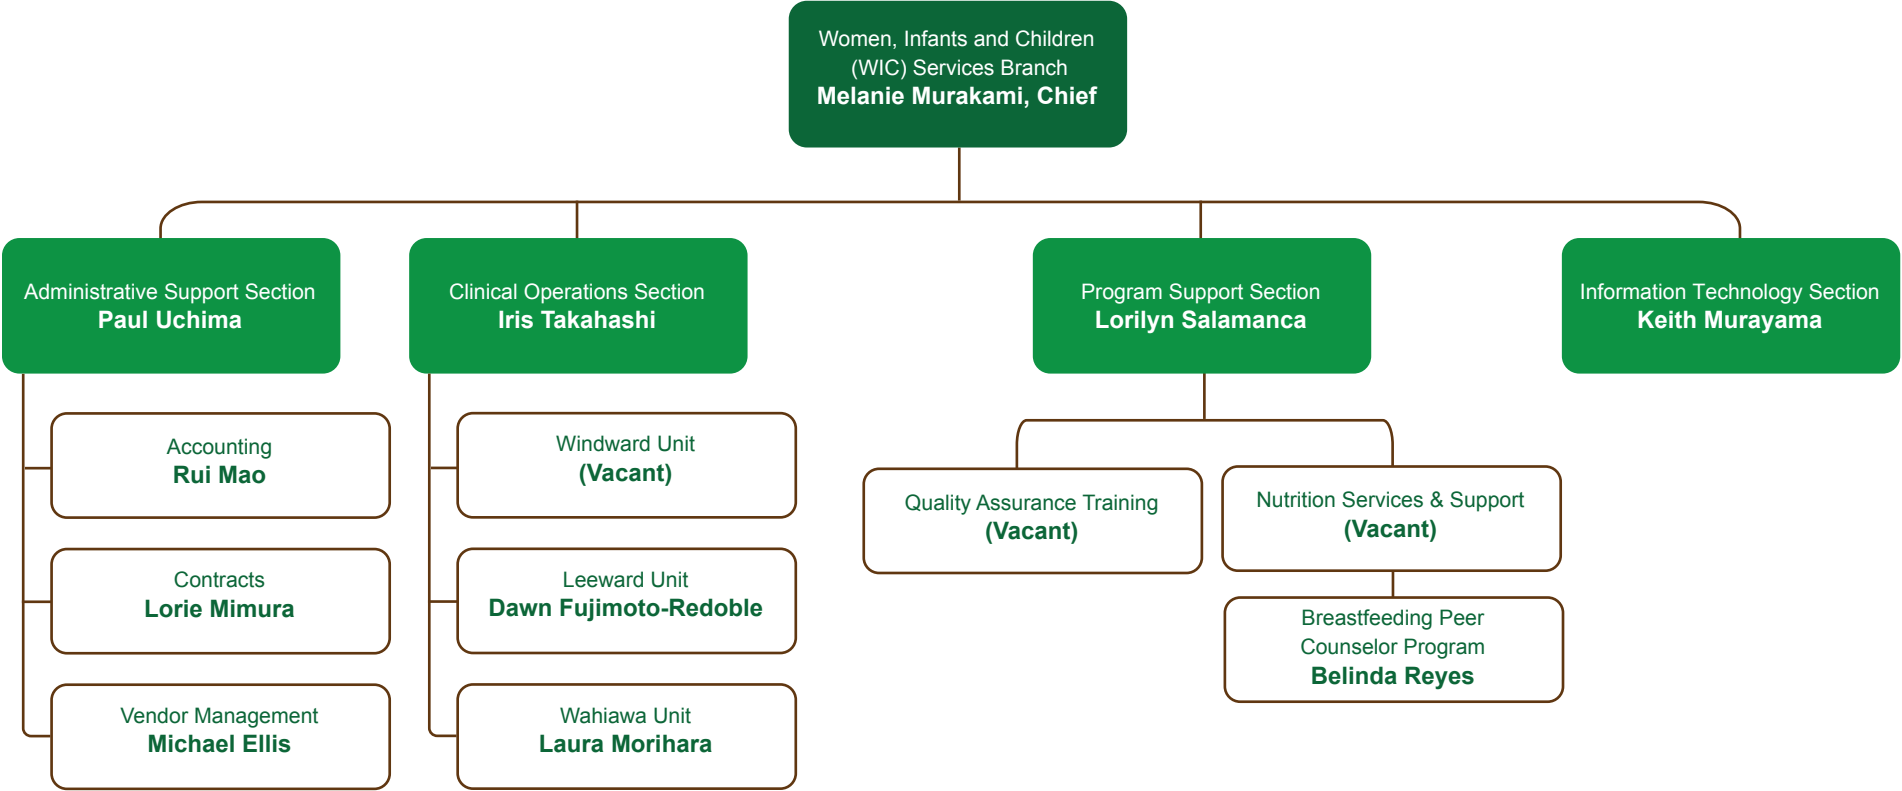 Women, Infants and Children
(WIC) Services Branch
Melanie Murakami, Chief
Administrative Support Section
Paul Uchima
Clinical Operations Section
Iris Takahashi
Program Support Section
Lorilyn Salamanca
Information Technology Section
Keith Murayama
Accounting
Rui Mao
Contracts
Lorie Mimura
Vendor Management
Michael Ellis
Windward Unit
(Vacant)
Leeward Unit
Dawn Fujimoto-Redoble
Wahiawa Unit
Laura Morihara
Quality Assurance Training
(Vacant)
Nutrition Services & Support
(Vacant)
Breastfeeding Peer
Counselor Program
Belinda Reyes